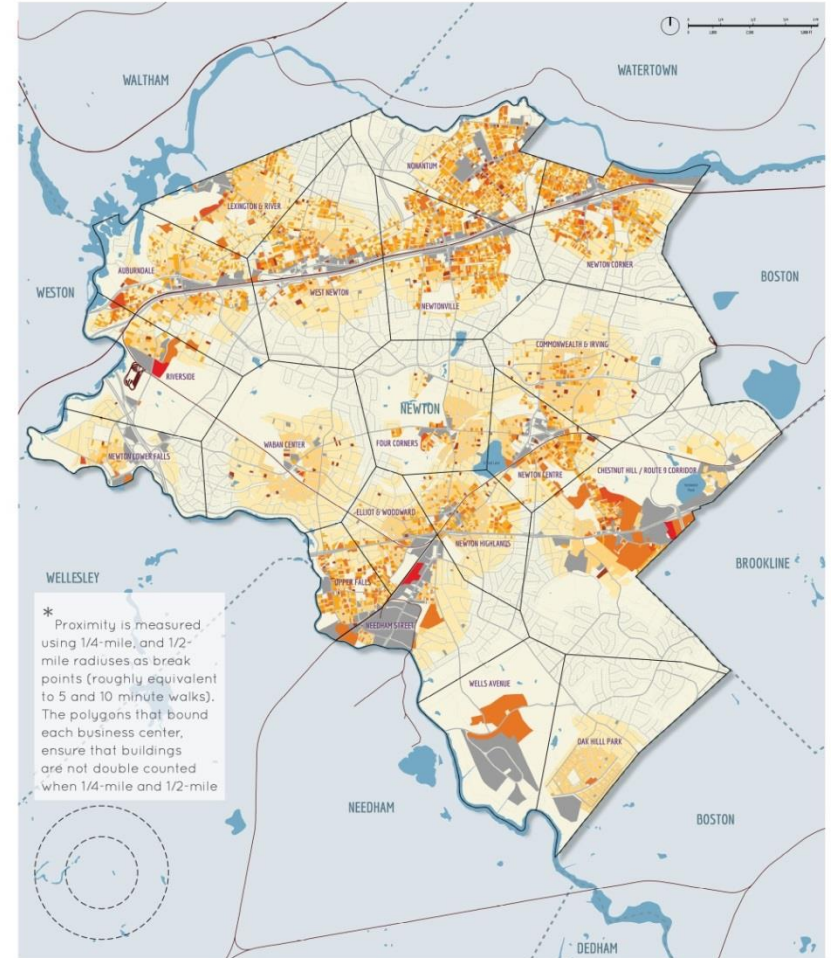 WALTHAM
WATERTOWN
NONANTUM
LEXINGTON & RIVER
AUBURNDALE
WESTON
WEST NEWTON
NEWTONVILLE
NEWTON CORNER
BOSTON
COMMONWEALTH & IRVING
RIVERSIDE
NEWTON
WABAN CENTER
FOUR CORNERS
NEWTON LOWER FALLS
NEWTON CENTRE
CHESTNUT HILL / ROUTE 9 CORRIDOR
ELLIOT & WOODWARD
NEWTON HIGHLANDS
BROOKLINE
WELLESLEY
UPPER FALLS
NEEDHAM STREET
*
Proximity is measured
using 1/4-mile, and 1/2-
mile radiuses as break
points (roughly equivalent
to 5 and 10 minute walks).
The polygons that bound
each business center,
ensure that buildings
are not double counted
when 1/4-mile and 1/2-mile
WELLS AVENUE
OAK HILL PARK
NEEDHAM
BOSTON
DEDHAM